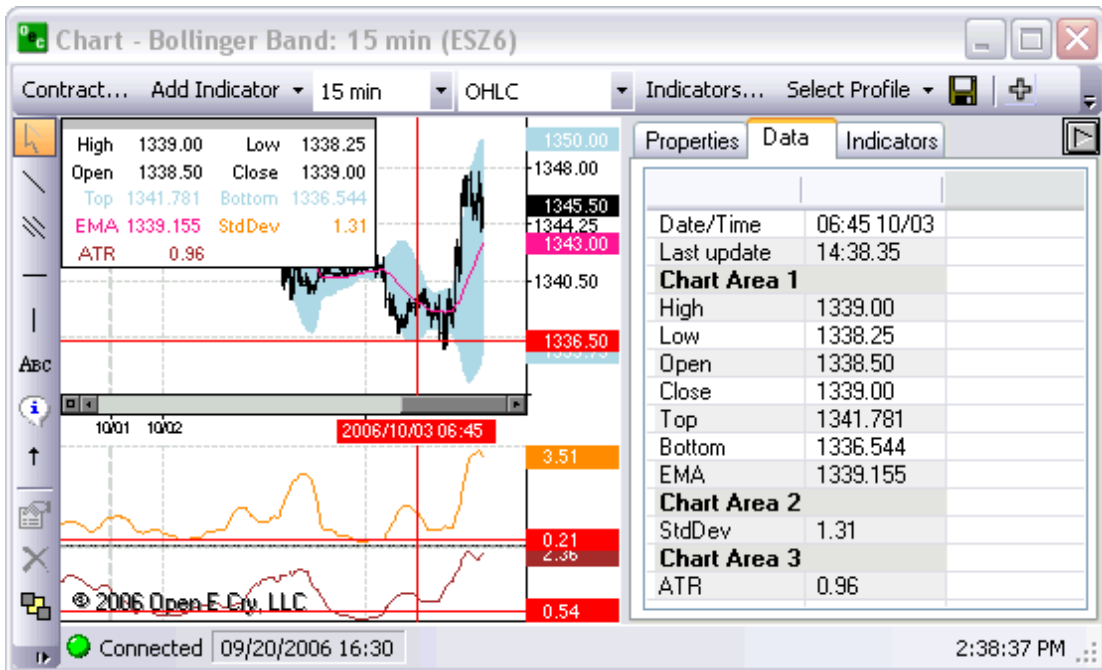 Oec Chart - Bollinger Band: 15 min (ESZ6)
Contract... Add Indicator 15 min OHLC Indicators... Select Profile
High 1339.00 Low 1338.25
Open 1338.50 Close 1339.00
Top 1341.781 Bottom 1336.544
EMA 1339.155 StdDev 1.31
ATR 0.96
1350.00
1348.00
1345.50
1344.25
1343.00
1340.50
1336.50
ABC
10/01 10/02 2006/10/03 06:45
3.51
0.21
2.36
0.54
© 2006 Open E Cry, LLC
Properties Data Indicators
Date/Time 06:45 10/03
Last update 14:38.35
Chart Area 1
High 1339.00
Low 1338.25
Open 1338.50
Close 1339.00
Top 1341.781
Bottom 1336.544
EMA 1339.155
Chart Area 2
StdDev 1.31
Chart Area 3
ATR 0.96
Connected 09/20/2006 16:30 2:38:37 PM